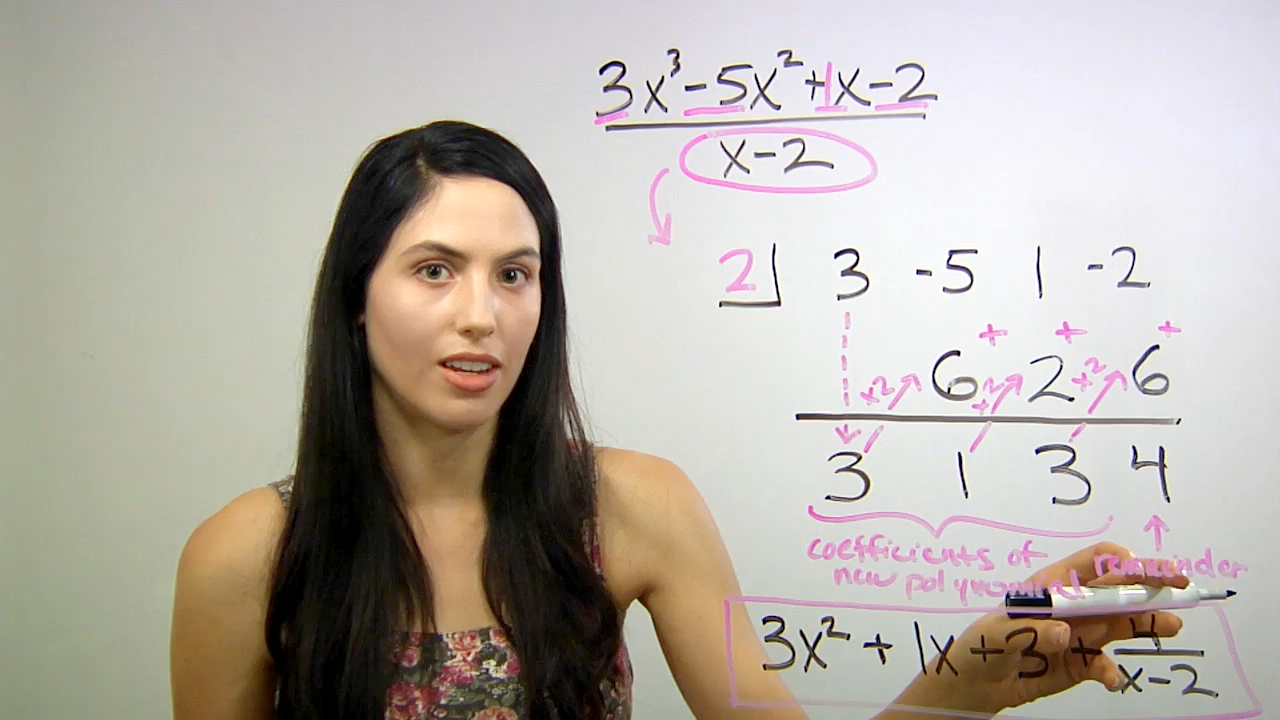 3x³ - 5x² + 1x - 2
x - 2
2 3 -5 1 -2
+ + +
×2 6 ×2 2 ×2 6
3 1 3 4
coefficients of
new polynomial remainder
3x² + 1x + 3 + 4
x - 2